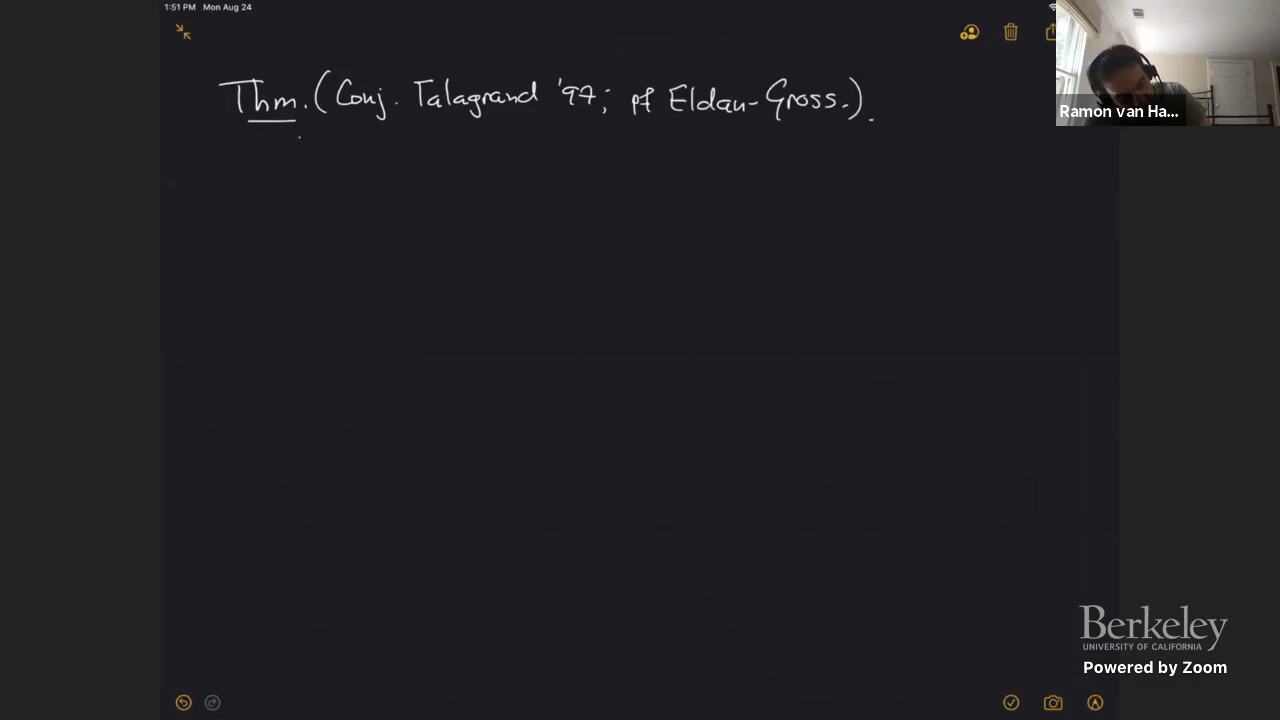 1:51 PM Mon Aug 24
Thm. (Conj. Talagrand '97; pf Eldan-Gross.).
Ramon van Ha...
Berkeley
UNIVERSITY OF CALIFORNIA
Powered by Zoom